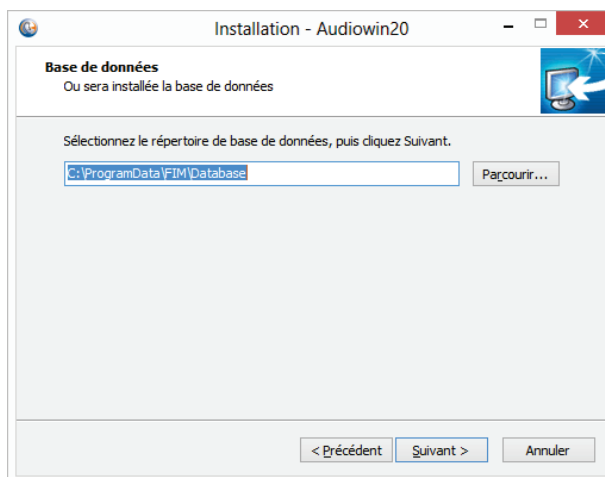 Installation - Audiowin20
Base de données
Ou sera installée la base de données
Sélectionnez le répertoire de base de données, puis cliquez Suivant.
C:\ProgramData\FIM\Database
Parcourir...
< Précédent
Suivant >
Annuler